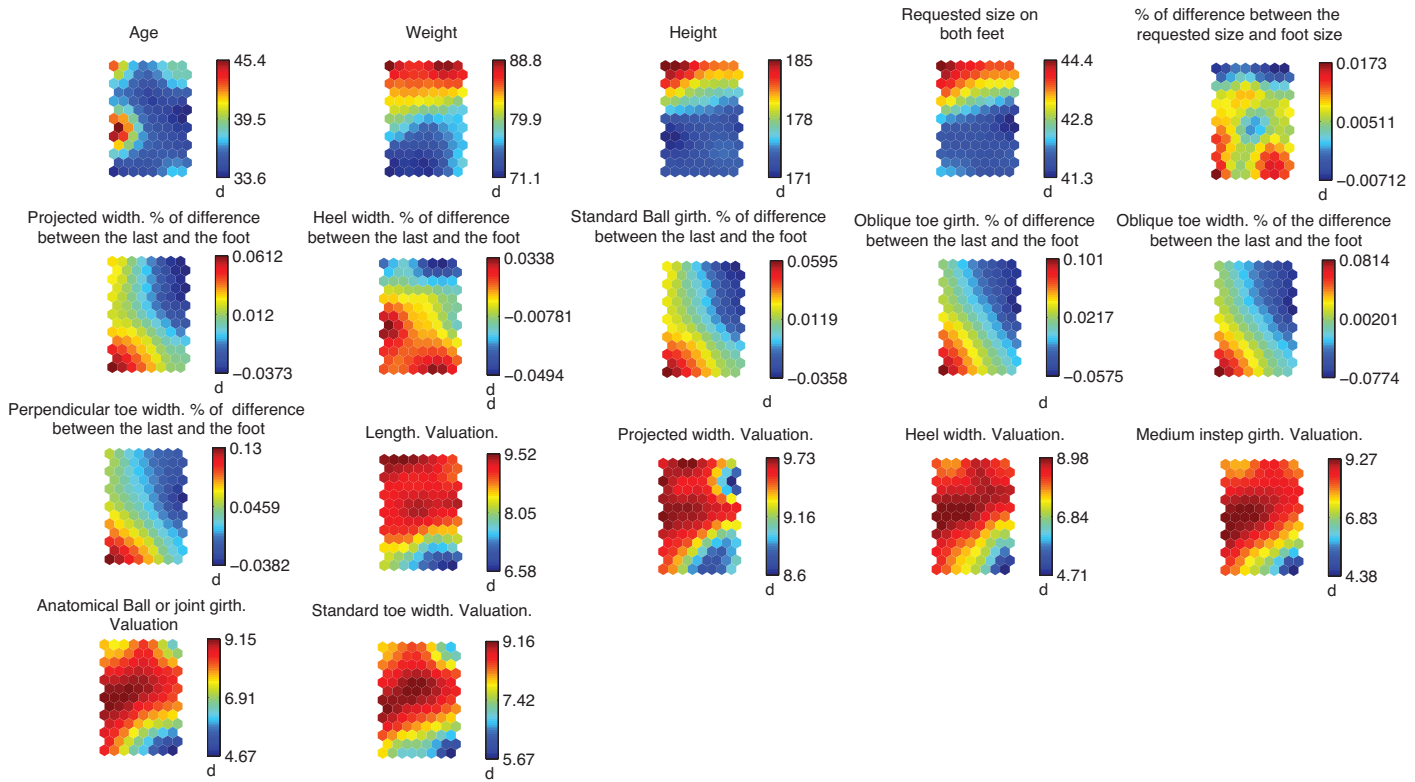 Age
45.4
39.5
33.6
d
Weight
88.8
79.9
71.1
Height
185
178
171
d
Requested size on
both feet
44.4
42.8
41.3
d
% of difference between the
requested size and foot size
0.0173
0.00511
−0.00712
d
Projected width. % of difference
between the last and the foot
0.0612
0.012
−0.0373
Heel width. % of difference
between the last and the foot
0.0338
−0.00781
−0.0494
d
d
Standard Ball girth. % of difference
between the last and the foot
0.0595
0.0119
−0.0358
d
Oblique toe girth. % of difference
between the last and the foot
0.101
0.0217
−0.0575
d
Oblique toe width. % of the difference
between the last and the foot
0.0814
0.00201
−0.0774
Perpendicular toe width. % of difference
between the last and the foot
0.13
0.0459
−0.0382
d
Length. Valuation.
9.52
8.05
6.58
d
Projected width. Valuation.
9.73
9.16
8.6
d
Heel width. Valuation.
8.98
6.84
4.71
d
Medium instep girth. Valuation.
9.27
6.83
4.38
d
Anatomical Ball or joint girth.
Valuation
9.15
6.91
4.67
d
Standard toe width. Valuation.
9.16
7.42
5.67
d